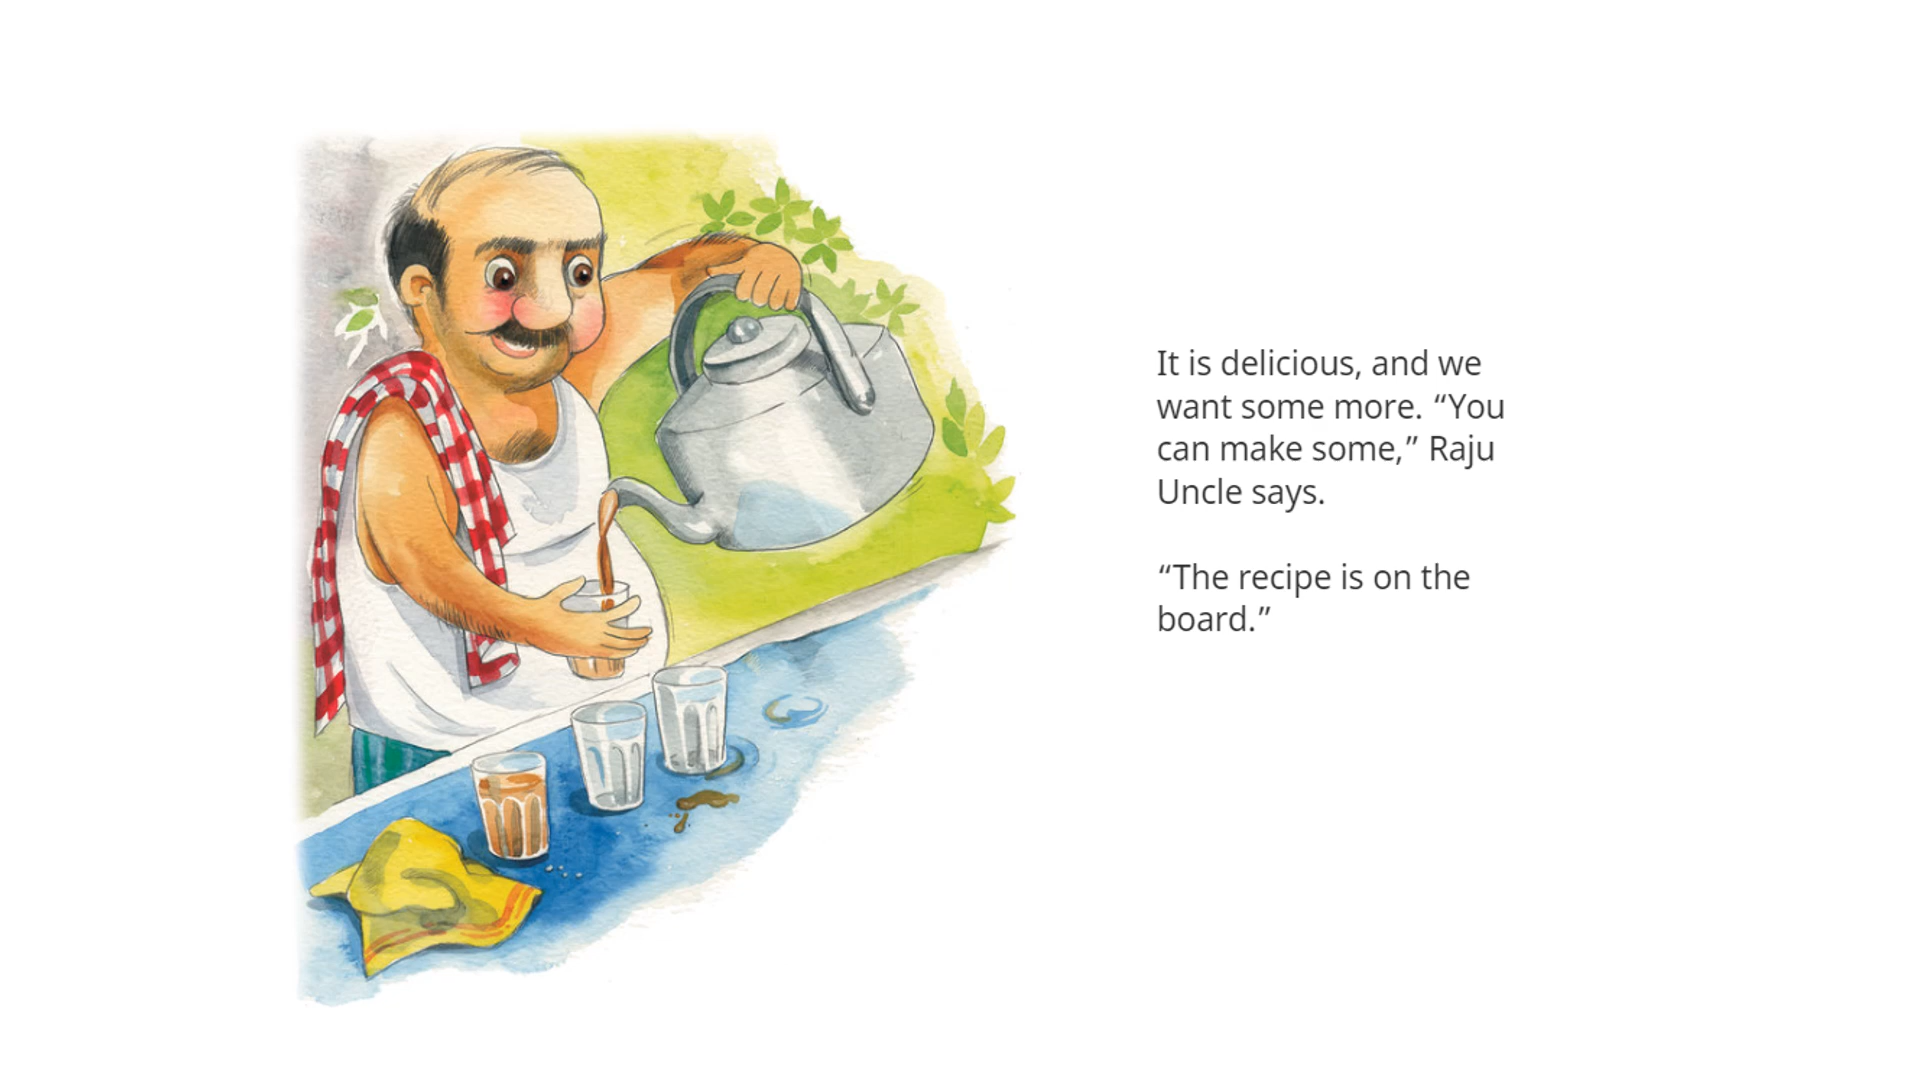 It is delicious, and we
want some more. “You
can make some,” Raju
Uncle says.
“The recipe is on the
board.”